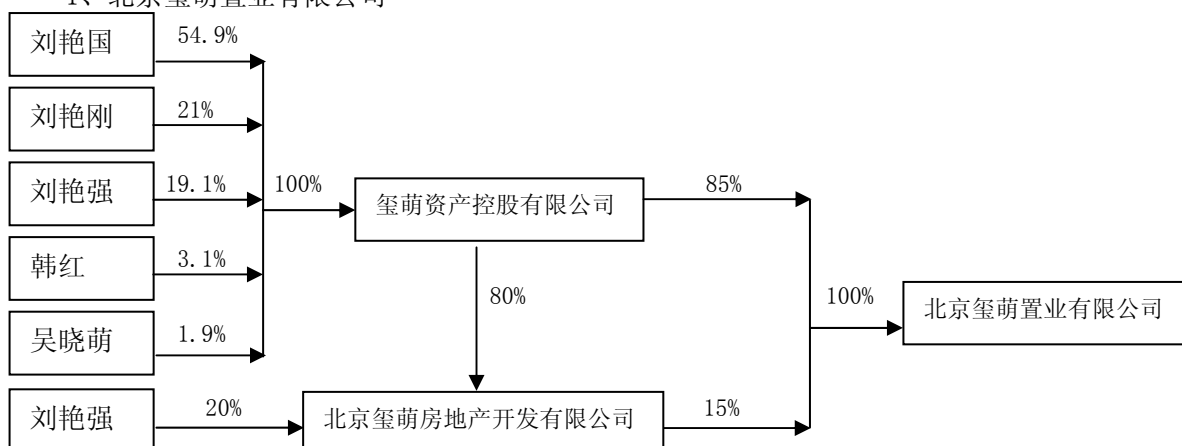 1、北京玺萌置业有限公司
刘艳国
54.9%
刘艳刚
21%
刘艳强
19.1%
100%
玺萌资产控股有限公司
85%
韩红
3.1%
80%
100%
北京玺萌置业有限公司
吴晓萌
1.9%
刘艳强
20%
北京玺萌房地产开发有限公司
15%